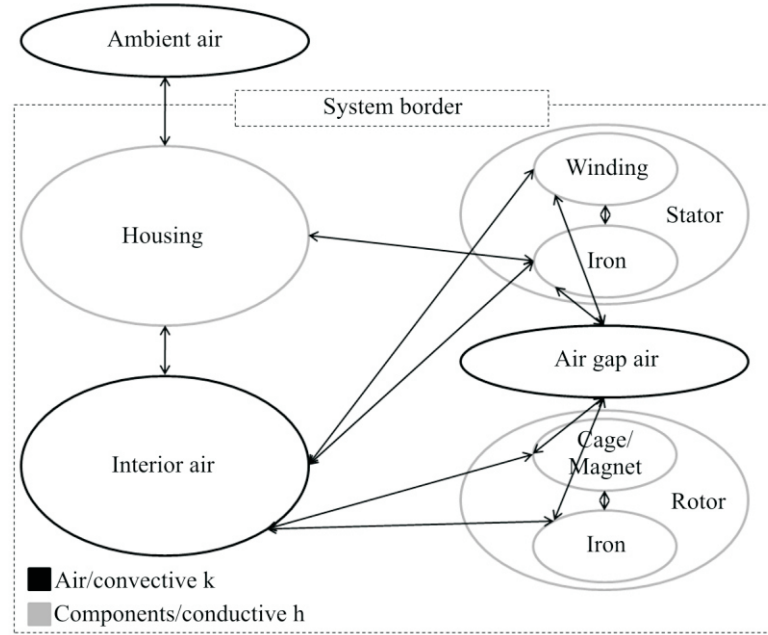 Ambient air
System border
Housing
Winding
Stator
Iron
Air gap air
Interior air
Cage/
Magnet
Rotor
Iron
Air/convective k
Components/conductive h